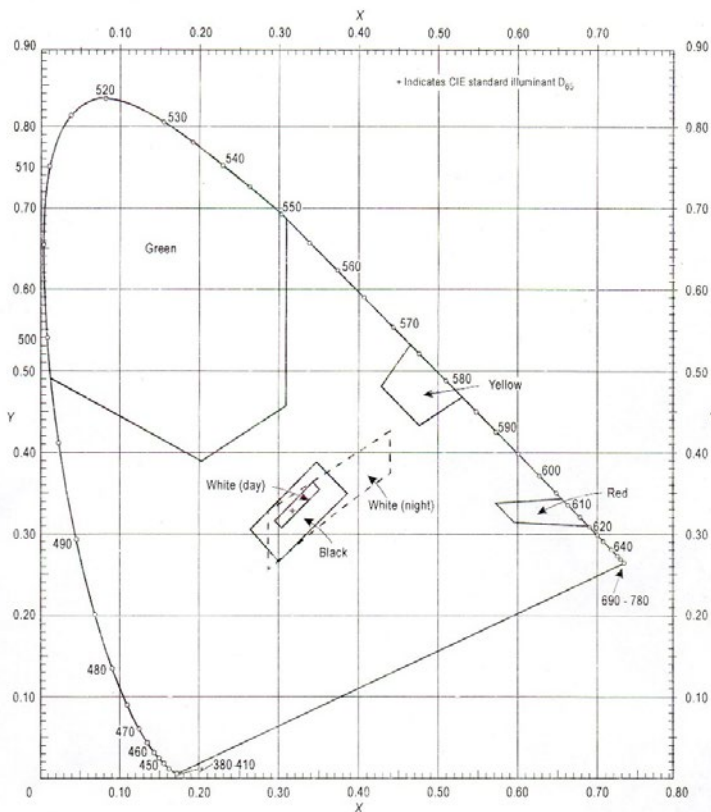 X
0.10 0.20 0.30 0.40 0.50 0.60 0.70
0.90 0.90
+ Indicates CIE standard illuminant D65
520
530
0.80 0.80
540
510
0.70 550 0.70
Green
560
0.60 0.60
570
500
0.50 0.50
580
Yellow
590
Y
0.40 0.40
600
White (day)
610
Red
White (night)
0.30 620 0.30
Black
490 640
690 - 780
0.20 0.20
480
0.10 0.10
470
460
450 380-410
0 0.10 0.20 0.30 0.40 0.50 0.60 0.70 0.80
X